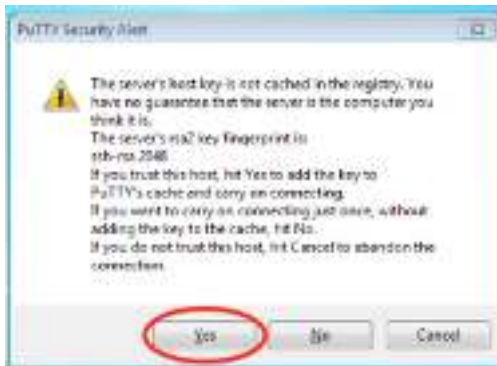 PuTTY Security Alert
The server's host key is not cached in the registry. You
have no guarantee that the server is the computer you
think it is.
The server's rsa2 key fingerprint is:
ssh-rsa 2048
If you trust this host, hit Yes to add the key to
PuTTY's cache and carry on connecting.
If you want to carry on connecting just once, without
adding the key to the cache, hit No.
If you do not trust this host, hit Cancel to abandon the
connection.
Yes
No
Cancel